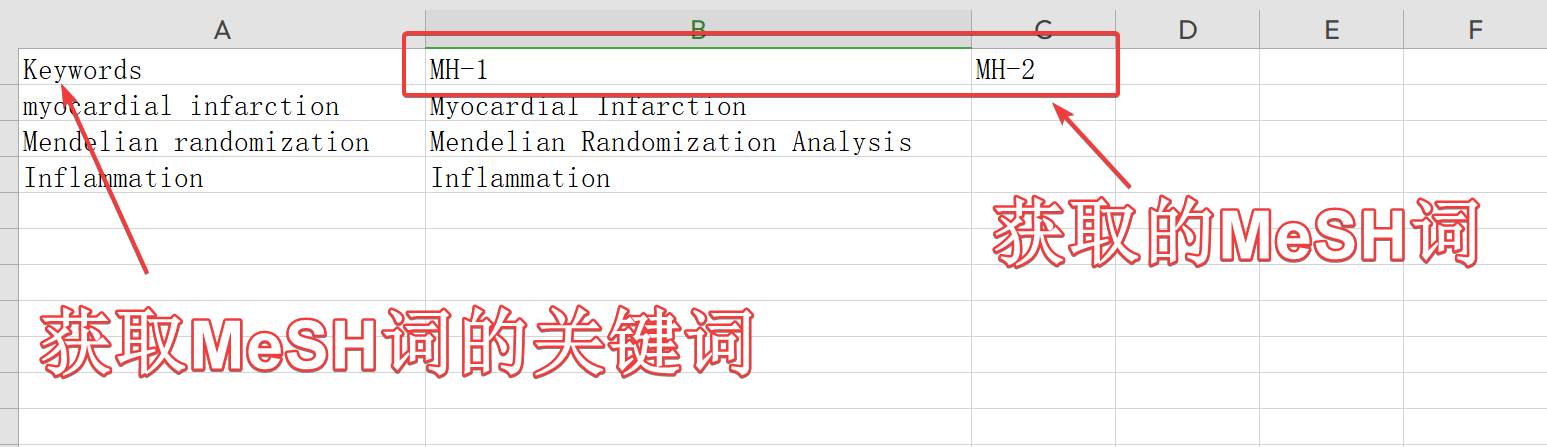 A B C D E F
Keywords MH-1 MH-2
myocardial infarction Myocardial Infarction
Mendelian randomization Mendelian Randomization Analysis
Inflammation Inflammation
获取的MeSH词
获取MeSH词的关键词